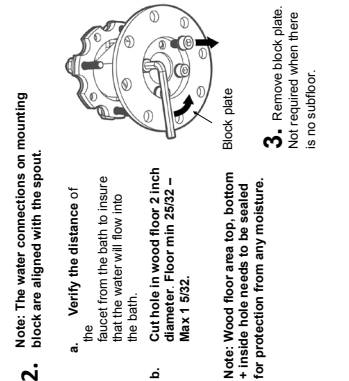 2. Note: The water connections on mounting
block are aligned with the spout.
a. Verify the distance of
the
faucet from the bath to insure
that the water will flow into
the bath.
b. Cut hole in wood floor 2 inch
diameter. Floor min 25/32 –
Max 1 5/32.
Note: Wood floor area top, bottom
+ inside hole needs to be sealed
for protection from any moisture.
Block plate
3. Remove block plate.
Not required when there
is no subfloor.